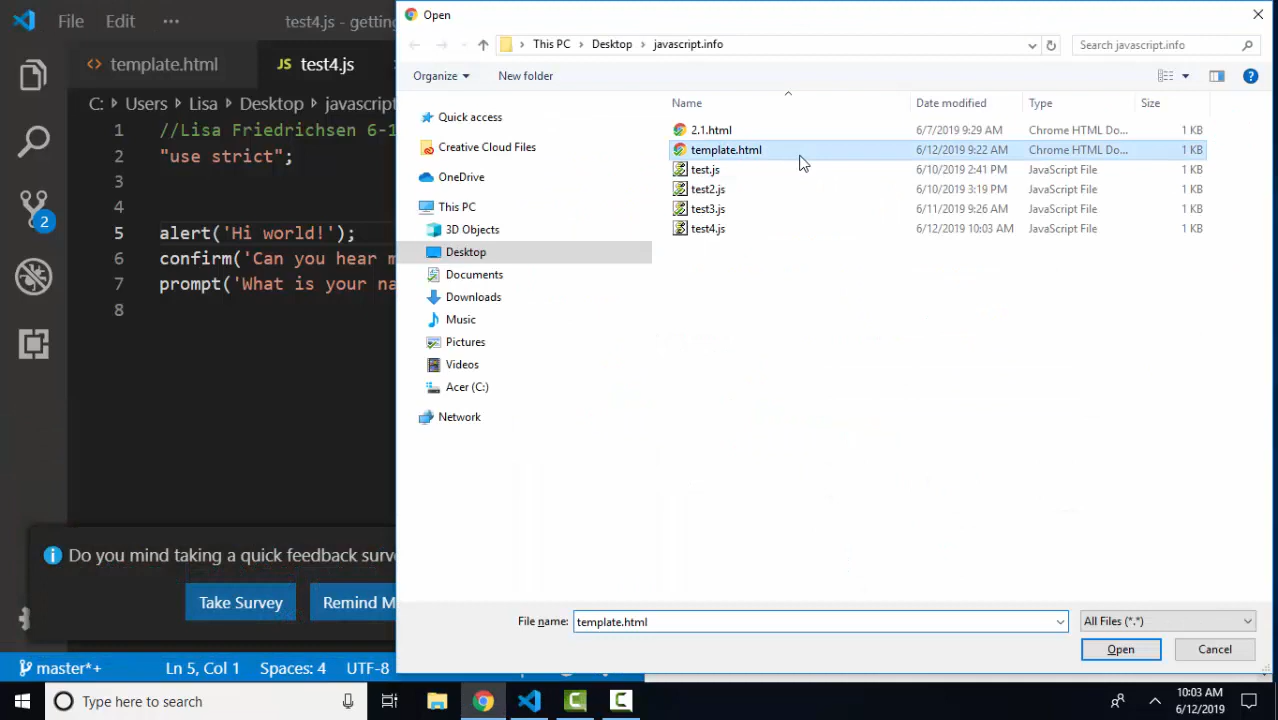 File Edit ··· test4.js - getting
template.html JS test4.js
C: Users Lisa Desktop javascript
1 //Lisa Friedrichsen 6-1
2 "use strict";
3
4
5 alert('Hi world!');
6 confirm('Can you hear m
7 prompt('What is your na
8
Do you mind taking a quick feedback surve
Take Survey Remind M
master*+ Ln 5, Col 1 Spaces: 4 UTF-8
2
Open
This PC Desktop javascript.info Search javascript.info
Organize New folder
Quick access
Creative Cloud Files
OneDrive
This PC
3D Objects
Desktop
Documents
Downloads
Music
Pictures
Videos
Acer (C:)
Network
Name Date modified Type Size
2.1.html 6/7/2019 9:29 AM Chrome HTML Do... 1 KB
template.html 6/12/2019 9:22 AM Chrome HTML Do... 1 KB
test.js 6/10/2019 2:41 PM JavaScript File 1 KB
test2.js 6/10/2019 3:19 PM JavaScript File 1 KB
test3.js 6/11/2019 9:26 AM JavaScript File 1 KB
test4.js 6/12/2019 10:03 AM JavaScript File 1 KB
File name: template.html All Files (*.*)
Open Cancel
Type here to search
10:03 AM
6/12/2019